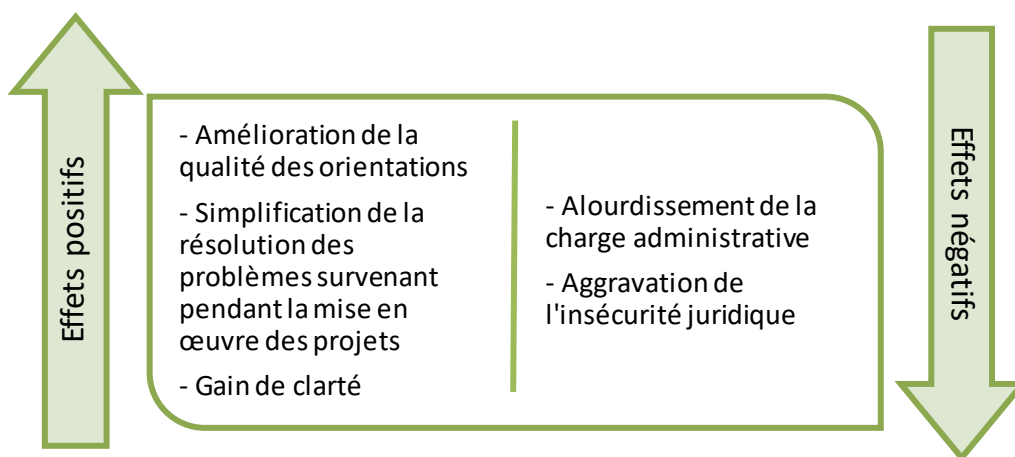 Effets positifs
- Amélioration de la
qualité des orientations
- Simplification de la
résolution des
problèmes survenant
pendant la mise en
œuvre des projets
- Gain de clarté
- Alourdissement de la
charge administrative
- Aggravation de
l'insécurité juridique
Effets négatifs